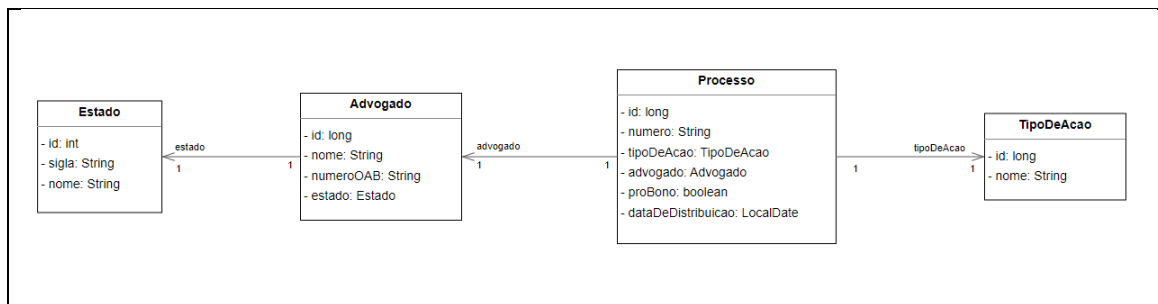 Estado
- id: int
- sigla: String
- nome: String
estado
1
1
Advogado
- id: long
- nome: String
- numeroOAB: String
- estado: Estado
advogado
1
1
Processo
- id: long
- numero: String
- tipoDeAcao: TipoDeAcao
- advogado: Advogado
- proBono: boolean
- dataDeDistribuicao: LocalDate
tipoDeAcao
1
1
TipoDeAcao
- id: long
- nome: String